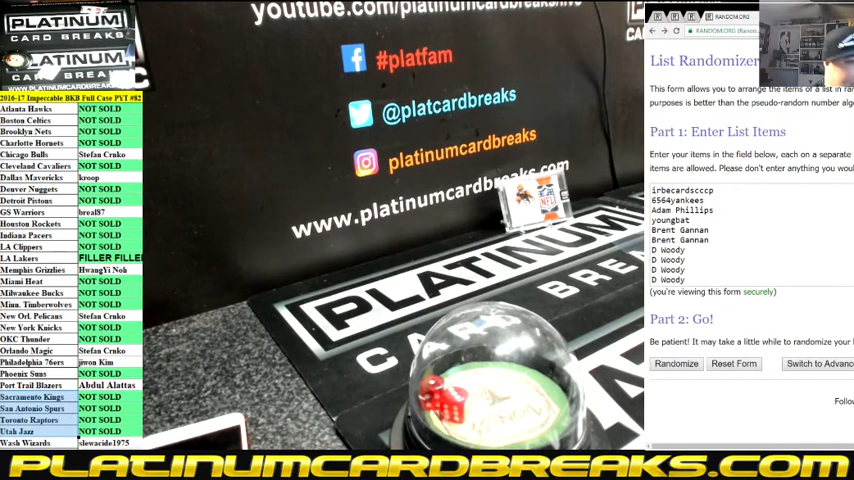 PLATINUM
CARD BREAKS
PLATINUM
CARD BREAKS
WWW.PLATINUMCARDBREAKS
2016-17 Impeccable BKB Full Case PYT #82
Atlanta Hawks NOT SOLD
Boston Celtics NOT SOLD
Brooklyn Nets NOT SOLD
Charlotte Hornets NOT SOLD
Chicago Bulls Stefan Crnko
Cleveland Cavaliers NOT SOLD
Dallas Mavericks kroop
Denver Nuggets NOT SOLD
Detroit Pistons NOT SOLD
GS Warriors breal87
Houston Rockets NOT SOLD
Indiana Pacers NOT SOLD
LA Clippers NOT SOLD
LA Lakers FILLER FILLER
Memphis Grizzlies HwangYi Noh
Miami Heat NOT SOLD
Milwaukee Bucks NOT SOLD
Minn. Timberwolves NOT SOLD
New Orl. Pelicans Stefan Crnko
New York Knicks NOT SOLD
OKC Thunder NOT SOLD
Orlando Magic Stefan Crnko
Philadelphia 76ers jiwon Kim
Phoenix Suns NOT SOLD
Port Trail Blazers Abdul Alattas
Sacramento Kings NOT SOLD
San Antonio Spurs NOT SOLD
Toronto Raptors NOT SOLD
Utah Jazz NOT SOLD
Wash Wizards slewacide1975
youtube.com/platinumcardbreakslive
#platfam
@platcardbreaks
platinumcardbreaks
www.platinumcardbreaks.com
NFL
PLATINUM
CARD BREA
RANDOM.ORG
List Randomizer
This form allows you to arrange the items of a list in
purposes is better than the pseudo-random number
Part 1: Enter List Items
Enter your items in the field below, each on a separate
items are allowed. Please don't enter anything you
irbecardscccp
6564yankees
Adam Phillips
youngbat
Brent Gannan
Brent Gannan
D Woody
D Woody
D Woody
D Woody
(you're viewing this form securely)
Part 2: Go!
Be patient! It may take a little while to randomize your
Randomize Reset Form Switch to
PLATINUMCARDBREAKS.COM